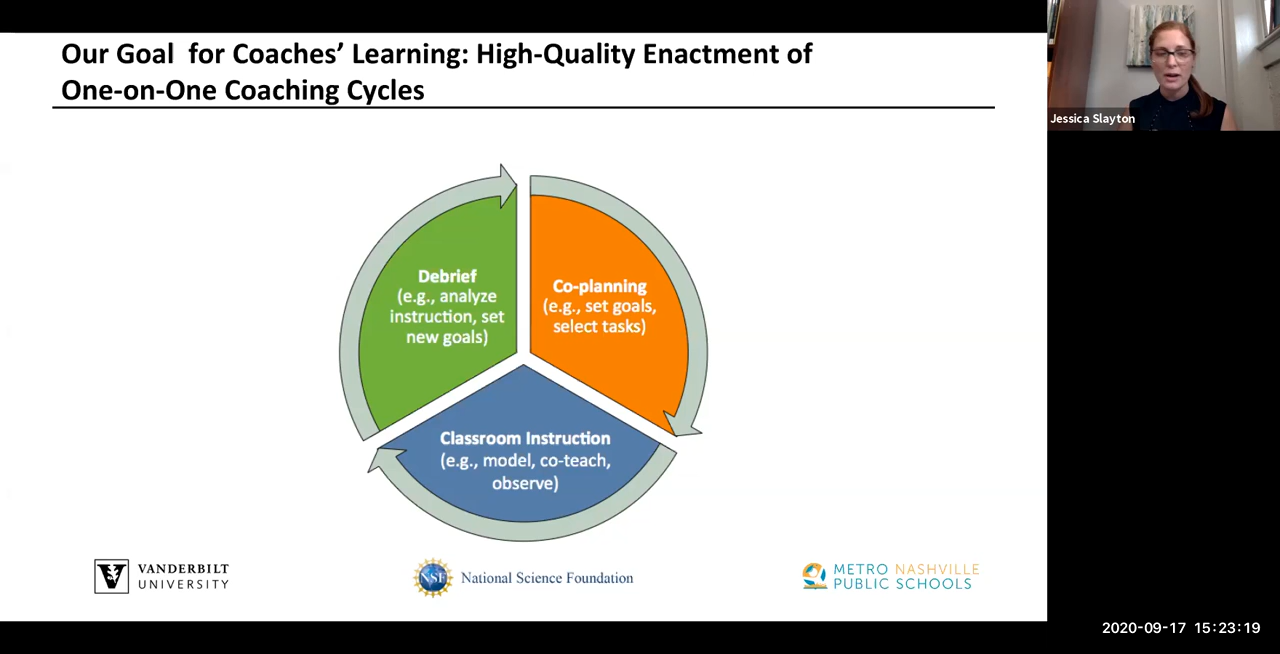 Our Goal  for Coaches’ Learning: High-Quality Enactment of
One-on-One Coaching Cycles
Jessica Slayton
Debrief
(e.g., analyze
instruction, set
new goals)
Co-planning
(e.g., set goals,
select tasks)
Classroom Instruction
(e.g., model, co-teach,
observe)
VANDERBILT
UNIVERSITY
NSF
National Science Foundation
METRO NASHVILLE
PUBLIC SCHOOLS
2020-09-17 15:23:19